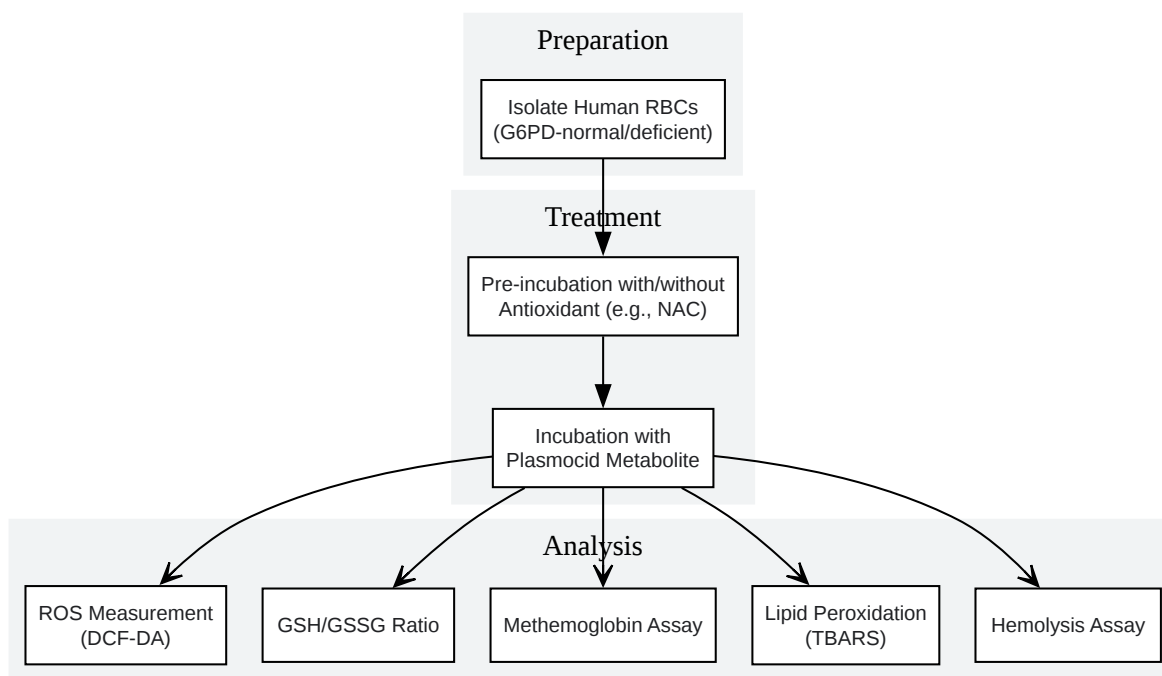 Preparation
Isolate Human RBCs
(G6PD-normal/deficient)
Treatment
Pre-incubation with/without
Antioxidant (e.g., NAC)
Incubation with
Plasmocid Metabolite
Analysis
ROS Measurement
(DCF-DA)
GSH/GSSG Ratio
Methemoglobin Assay
Lipid Peroxidation
(TBARS)
Hemolysis Assay